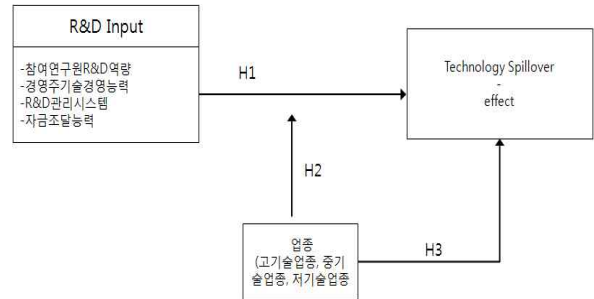 R&D Input
-참여연구원R&D역량
-경영주기술경영능력
-R&D관리시스템
-자금조달능력
H1
Technology Spillover
-
effect
H2
업종
(고기술업종, 중기
술업종, 저기술업종
H3